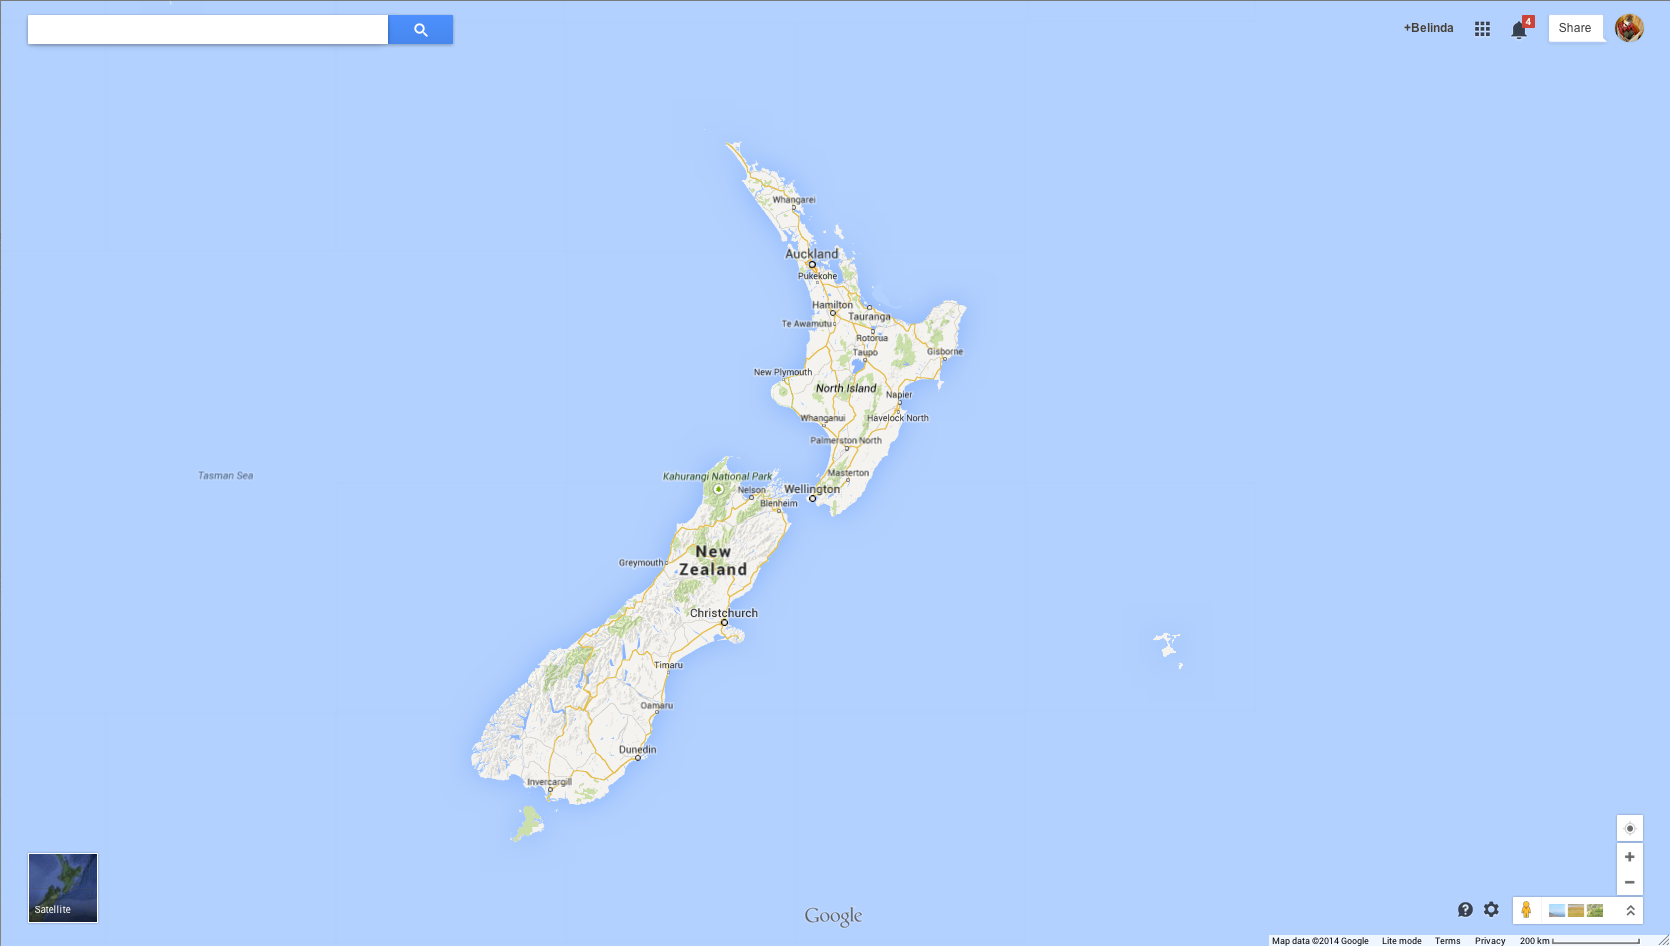 +Belinda
4
Share
Whangarei
Auckland
Pukekohe
Hamilton
Tauranga
Te Awamutu
Rotorua
Taupo
Gisborne
New Plymouth
North Island
Napier
Whanganui
Havelock North
Palmerston North
Masterton
Tasman Sea
Kahurangi National Park
Nelson
Wellington
Blenheim
New
Zealand
Greymouth
Christchurch
Timaru
Oamaru
Dunedin
Invercargill
Satellite
Google
Map data ©2014 Google Lite mode Terms Privacy 200 km